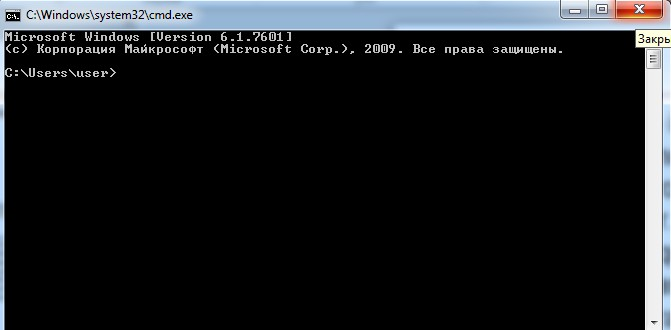 C:\Windows\system32\cmd.exe
Microsoft Windows [Version 6.1.7601]
(c) Корпорация Майкрософт (Microsoft Corp.), 2009. Все права защищены.
Закры
C:\Users\user>